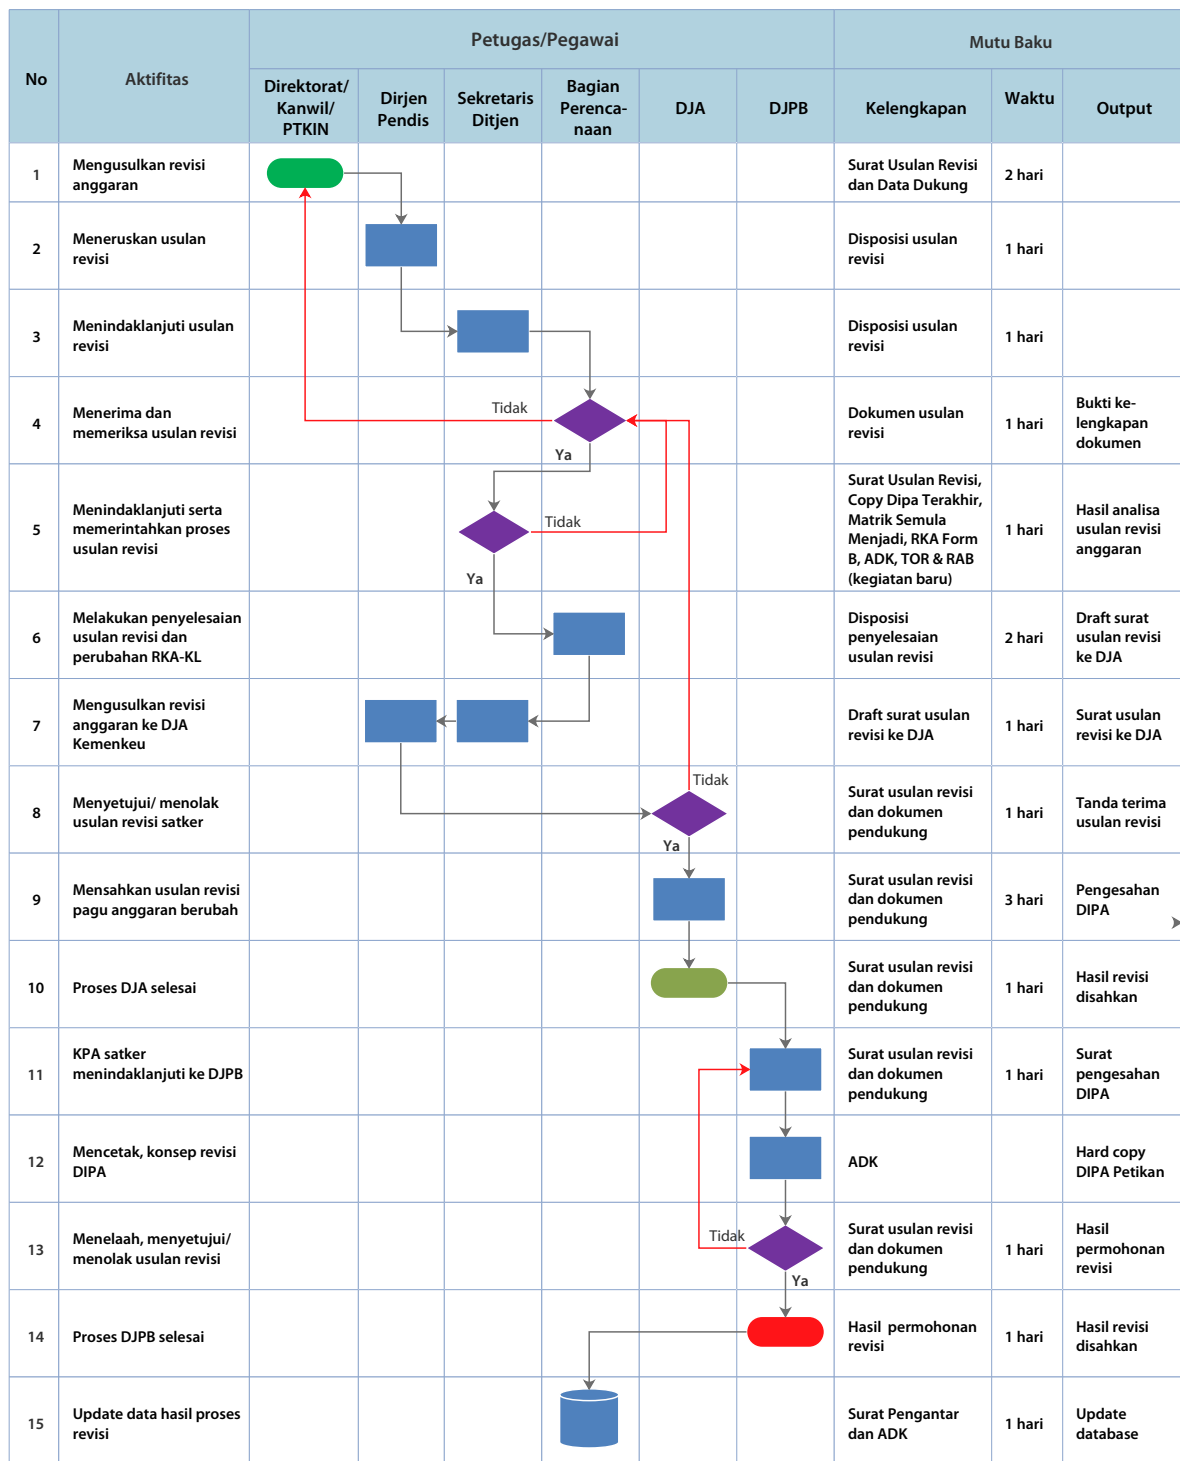 No
Aktifitas
Petugas/Pegawai
Mutu Baku
Direktorat/
Kanwil/
PTKIN
Dirjen
Pendis
Sekretaris
Ditjen
Bagian
Perenca-
naan
DJA
DJPB
Kelengkapan
Waktu
Output
1
Mengusulkan revisi
anggaran
Surat Usulan Revisi
dan Data Dukung
2 hari
2
Meneruskan usulan
revisi
Disposisi usulan
revisi
1 hari
3
Menindaklanjuti usulan
revisi
Disposisi usulan
revisi
1 hari
4
Menerima dan
memeriksa usulan revisi
Tidak
Ya
Dokumen usulan
revisi
1 hari
Bukti ke-
lengkapan
dokumen
5
Menindaklanjuti serta
memerintahkan proses
usulan revisi
Tidak
Ya
Surat Usulan Revisi,
Copy Dipa Terakhir,
Matrik Semula
Menjadi, RKA Form
B, ADK, TOR & RAB
(kegiatan baru)
1 hari
Hasil analisa
usulan revisi
anggaran
6
Melakukan penyelesaian
usulan revisi dan
perubahan RKA-KL
Disposisi
penyelesaian
usulan revisi
2 hari
Draft surat
usulan revisi
ke DJA
7
Mengusulkan revisi
anggaran ke DJA
Kemenkeu
Draft surat usulan
revisi ke DJA
1 hari
Surat usulan
revisi ke DJA
8
Menyetujui/ menolak
usulan revisi satker
Tidak
Ya
Surat usulan revisi
dan dokumen
pendukung
1 hari
Tanda terima
usulan revisi
9
Mensahkan usulan revisi
pagu anggaran berubah
Surat usulan revisi
dan dokumen
pendukung
3 hari
Pengesahan
DIPA
10
Proses DJA selesai
Surat usulan revisi
dan dokumen
pendukung
1 hari
Hasil revisi
disahkan
11
KPA satker
menindaklanjuti ke DJPB
Surat usulan revisi
dan dokumen
pendukung
1 hari
Surat
pengesahan
DIPA
12
Mencetak, konsep revisi
DIPA
ADK
Hard copy
DIPA Petikan
13
Menelaah, menyetujui/
menolak usulan revisi
Tidak
Ya
Surat usulan revisi
dan dokumen
pendukung
1 hari
Hasil
permohonan
revisi
14
Proses DJPB selesai
Hasil permohonan
revisi
1 hari
Hasil revisi
disahkan
15
Update data hasil proses
revisi
Surat Pengantar
dan ADK
1 hari
Update
database